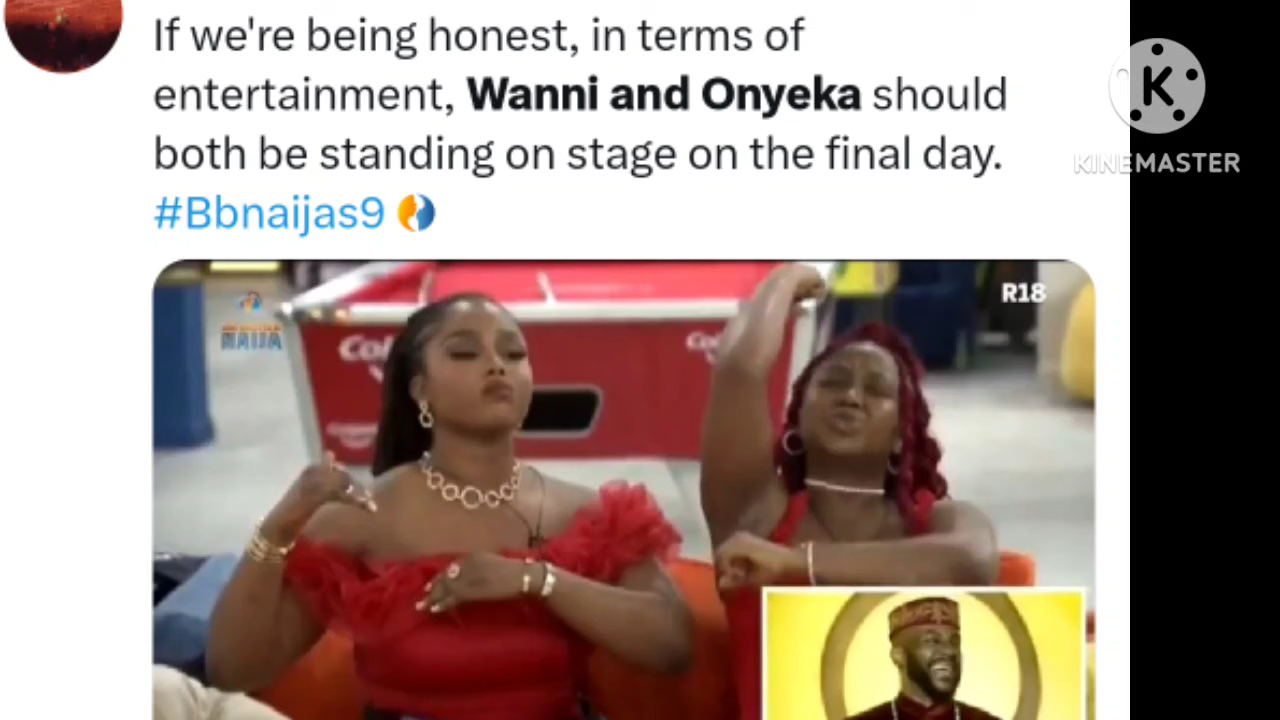 If we're being honest, in terms of
entertainment, Wanni and Onyeka should
both be standing on stage on the final day.
#Bbnaijas9
KINEMASTER
R18
NAIJA